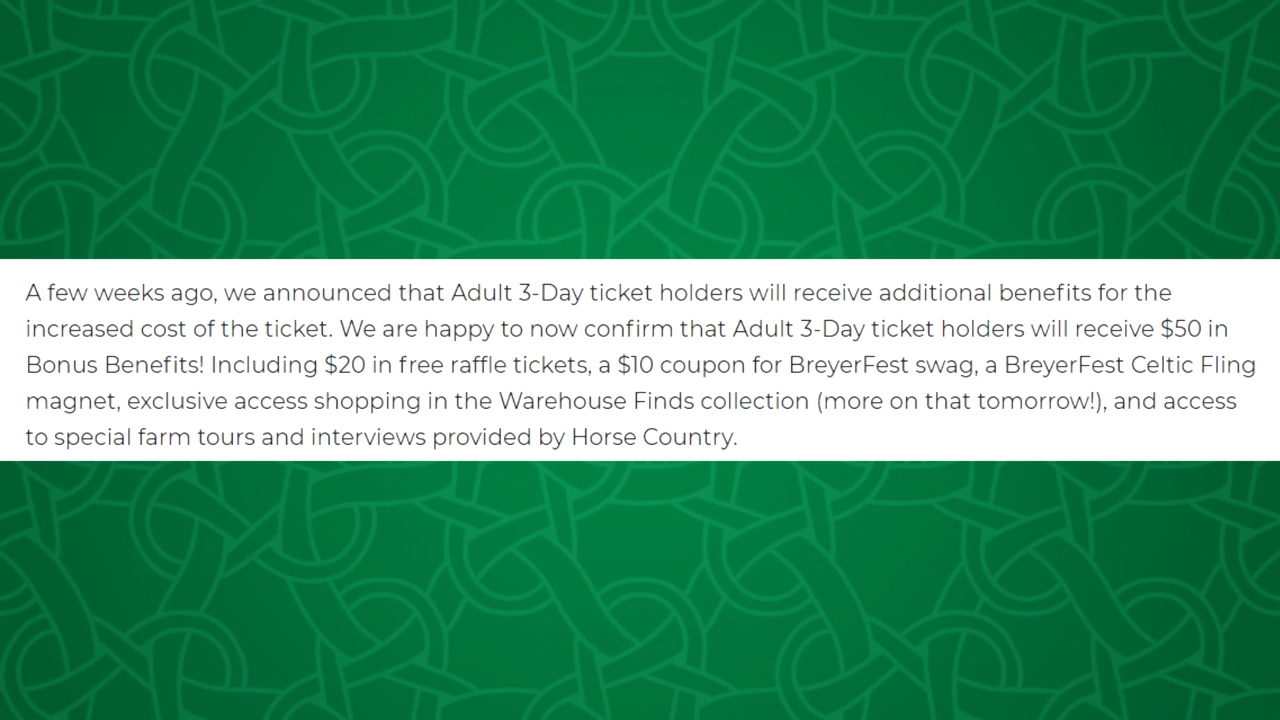 A few weeks ago, we announced that Adult 3-Day ticket holders will receive additional benefits for the
increased cost of the ticket. We are happy to now confirm that Adult 3-Day ticket holders will receive $50 in
Bonus Benefits! Including $20 in free raffle tickets, a $10 coupon for BreyerFest swag, a BreyerFest Celtic Fling
magnet, exclusive access shopping in the Warehouse Finds collection (more on that tomorrow!), and access
to special farm tours and interviews provided by Horse Country.